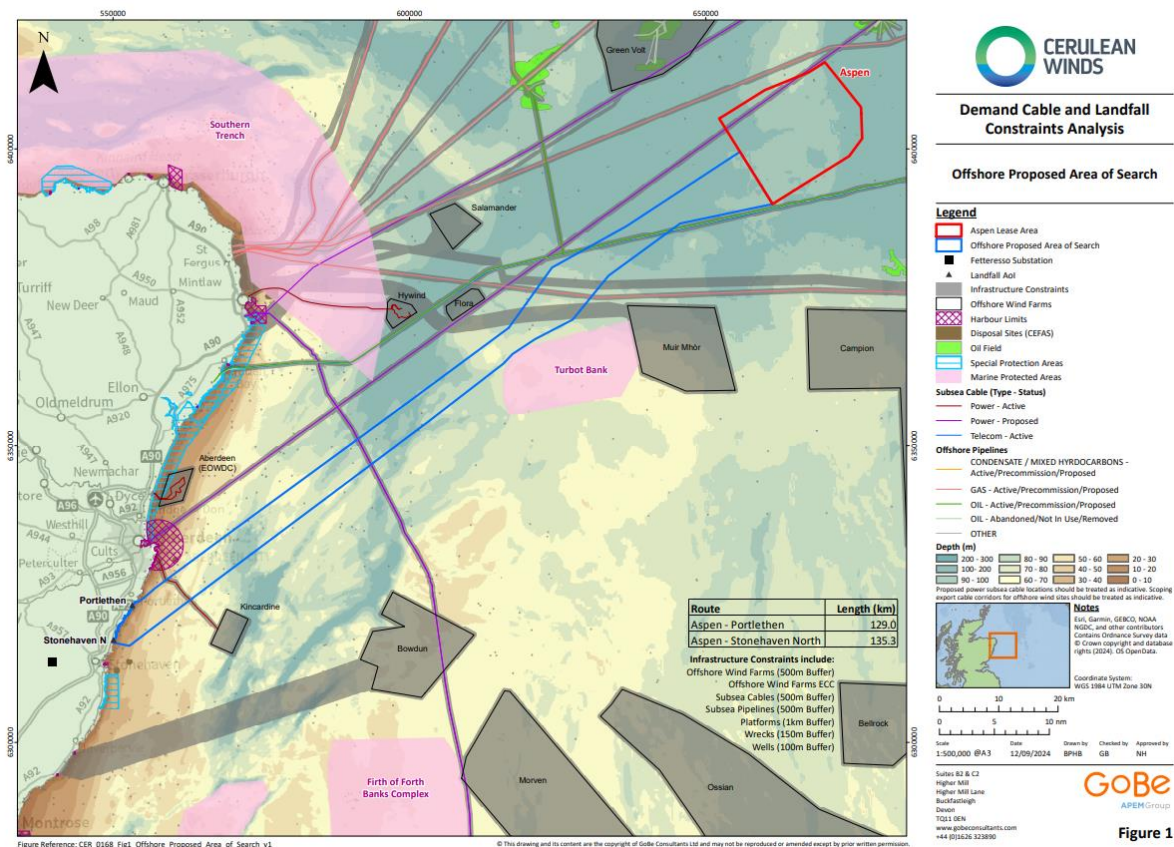 550000
600000
650000
N
Green Volt
Aspen
Southern
Trench
6400000
6400000
Salamander
A98
A981
A90
A950
A952
St
Fergus
Mintlaw
Turriff
New Deer
Maud
A947
A948
Hywind
Flora
A90
Muir Mhòr
Campion
Turbot Bank
Ellon
A975
Oldmeldrum
A920
A947
6350000
6350000
A90
Aberdeen
(EOWDC)
Newmachar
Dyce
A92
A96
Westhill
A944
Cults
Peterculter
A956
A93
Portlethen
A90
A957
Stonehaven N
Kincardine
Bowdun
A92
A92
Montrose
6300000
6300000
Firth of Forth
Banks Complex
Morven
Ossian
Bellrock
Route Length (km)
Aspen - Portlethen 129.0
Aspen - Stonehaven North 135.3
Infrastructure Constraints include:
Offshore Wind Farms (500m Buffer)
Offshore Wind Farms ECC
Subsea Cables (500m Buffer)
Subsea Pipelines (500m Buffer)
Platforms (1km Buffer)
Wrecks (150m Buffer)
Wells (100m Buffer)
Figure Reference: CER_0168_Fig1_Offshore_Proposed_Area_of_Search_v1
© This drawing and its content are the copyright of GoBe Consultants Ltd and may not be reproduced or amended except by prior written permission.
CERULEAN
WINDS
Demand Cable and Landfall
Constraints Analysis
Offshore Proposed Area of Search
Legend
Aspen Lease Area
Offshore Proposed Area of Search
Fetteresso Substation
Landfall AoI
Infrastructure Constraints
Offshore Wind Farms
Harbour Limits
Disposal Sites (CEFAS)
Oil Field
Special Protection Areas
Marine Protected Areas
Subsea Cable (Type - Status)
Power - Active
Power - Proposed
Telecom - Active
Offshore Pipelines
CONDENSATE / MIXED HYRDOCARBONS -
Active/Precommission/Proposed
GAS - Active/Precommission/Proposed
OIL - Active/Precommission/Proposed
OIL - Abandoned/Not In Use/Removed
OTHER
Depth (m)
200 - 300 80 - 90 50 - 60 20 - 30
100- 200 70 - 80 40 - 50 10 - 20
90 - 100 60 - 70 30 - 40 0 - 10
Proposed power subsea cable locations should be treated as indicative. Scoping
export cable corridors for offshore wind sites should be treated as indicative.
Notes
Esri, Garmin, GEBCO, NOAA
NGDC, and other contributors
Contains Ordnance Survey data
© Crown copyright and database
rights (2024). OS OpenData.
Coordinate System:
WGS 1984 UTM Zone 30N
0 10 20 km
0 5 10 nm
Scale Date Drawn by Checked by Approved by
1:500,000 @A3 12/09/2024 BPHB GB NH
Suites B2 & C2
Higher Mill
Higher Mill Lane
Buckfastleigh
Devon
TQ11 0EN
www.gobeconsultants.com
+44 (0)1626 323890
GoBe
APEMGroup
Figure 1